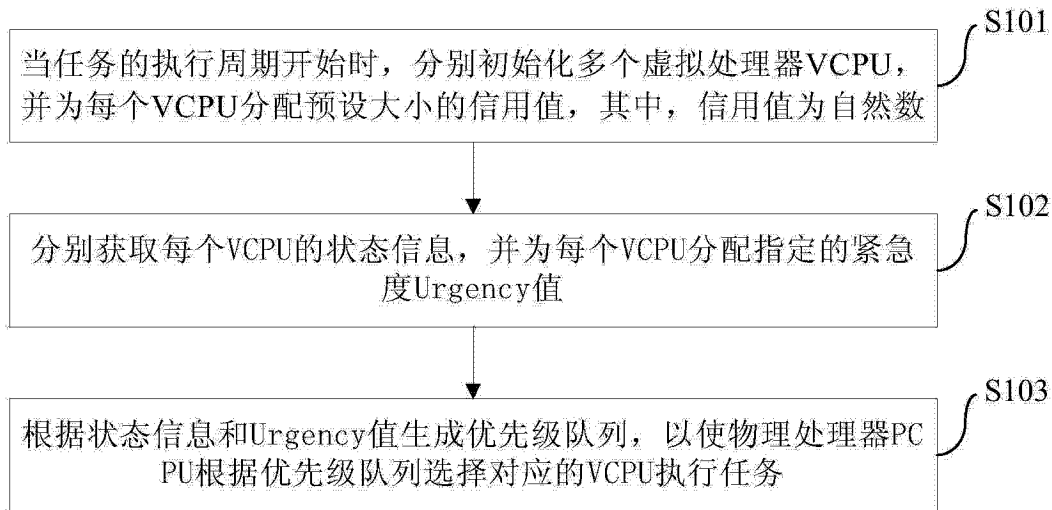 S101
当任务的执行周期开始时，分别初始化多个虚拟处理器VCPU，
并为每个VCPU分配预设大小的信用值，其中，信用值为自然数
S102
分别获取每个VCPU的状态信息，并为每个VCPU分配指定的紧急
度Urgency值
S103
根据状态信息和Urgency值生成优先级队列，以使物理处理器PC
PU根据优先级队列选择对应的VCPU执行任务